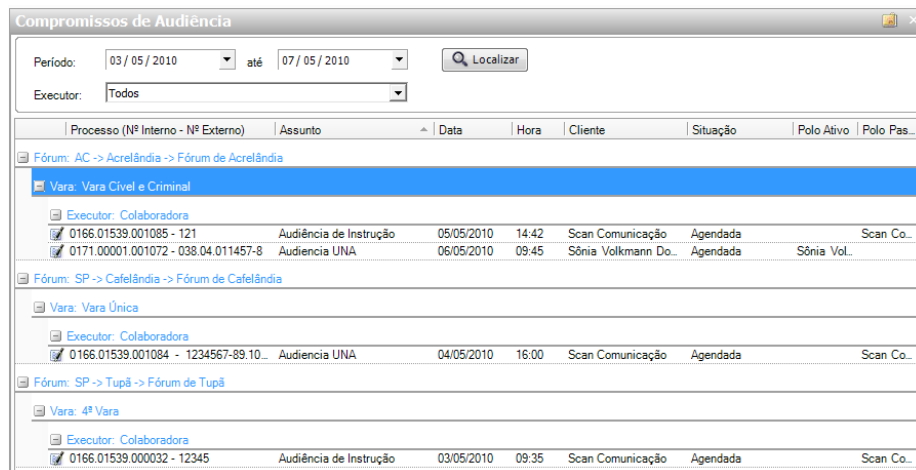 Compromissos de Audiência
Período: 03 / 05 / 2010 até 07 / 05 / 2010 Localizar
Executor: Todos
Processo (Nº Interno - Nº Externo) Assunto Data Hora Cliente Situação Polo Ativo Polo Pas...
Fórum: AC -> Acrelândia -> Fórum de Acrelândia
Vara: Vara Cível e Criminal
Executor: Colaboradora
0166.01539.001085 - 121 Audiência de Instrução 05/05/2010 14:42 Scan Comunicação Agendada Scan Co...
0171.00001.001072 - 038.04.011457-8 Audiencia UNA 06/05/2010 09:45 Sônia Volkmann Do... Agendada Sônia Vol...
Fórum: SP -> Cafelândia -> Fórum de Cafelândia
Vara: Vara Única
Executor: Colaboradora
0166.01539.001084 - 1234567-89.10... Audiencia UNA 04/05/2010 16:00 Scan Comunicação Agendada Scan Co...
Fórum: SP -> Tupã -> Fórum de Tupã
Vara: 4ª Vara
Executor: Colaboradora
0166.01539.000032 - 12345 Audiência de Instrução 03/05/2010 09:35 Scan Comunicação Agendada Scan Co...